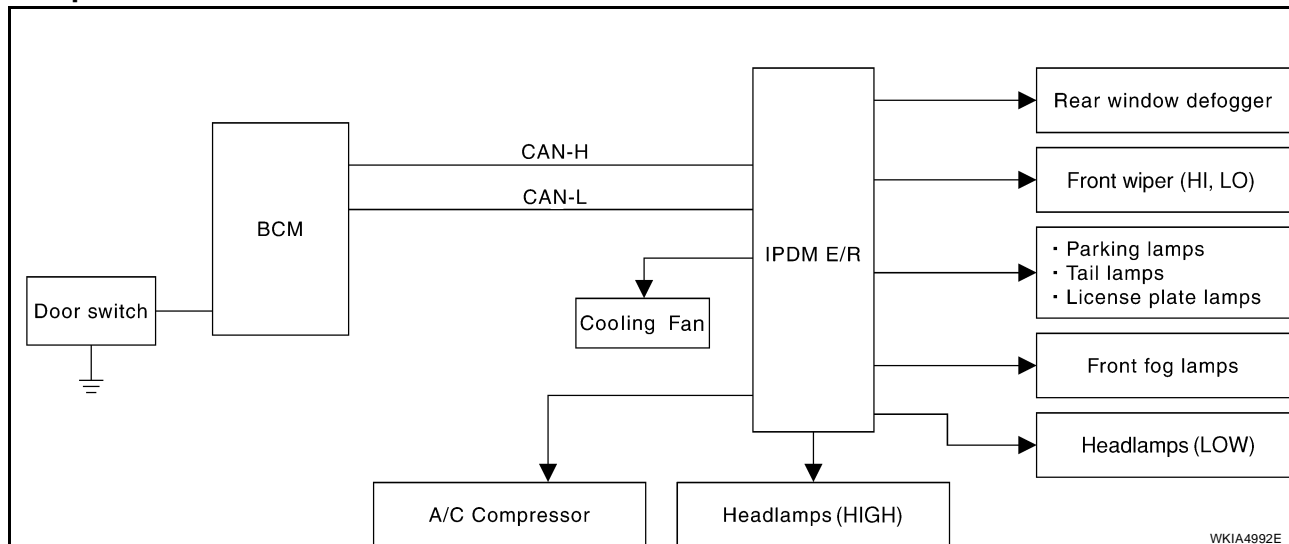 Rear window defogger
CAN-H
Front wiper (HI, LO)
CAN-L
BCM
IPDM E/R
· Parking lamps
· Tail lamps
· License plate lamps
Door switch
Cooling Fan
Front fog lamps
Headlamps (LOW)
A/C Compressor
Headlamps (HIGH)
WKIA4992E